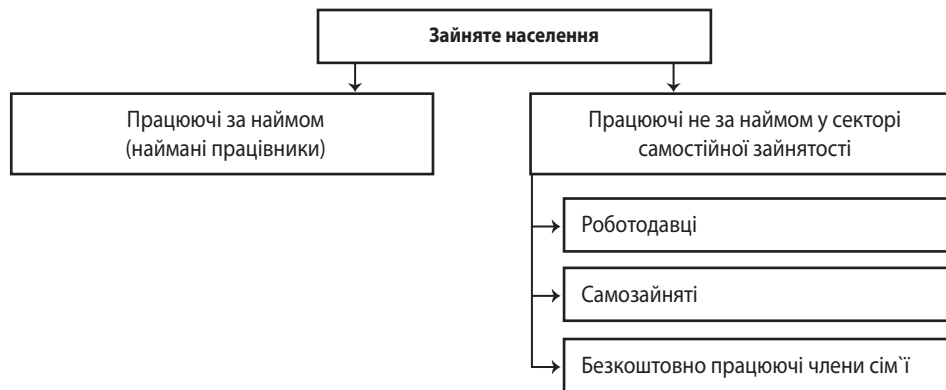 Зайняте населення
Працюючі за наймом
(наймані працівники)
Працюючі не за наймом у секторі
самостійної зайнятості
Роботодавці
Самозайняті
Безкоштовно працюючі члени сім`ї